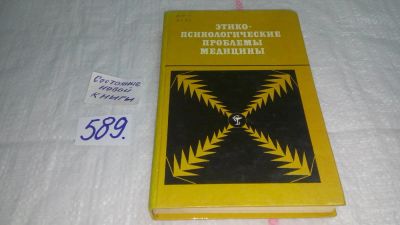 ЭТИКО-
ПСИХОЛОГИЧЕСКИЕ
ПРОБЛЕМЫ
МЕДИЦИНЫ
Состояние
новой
книги
589.